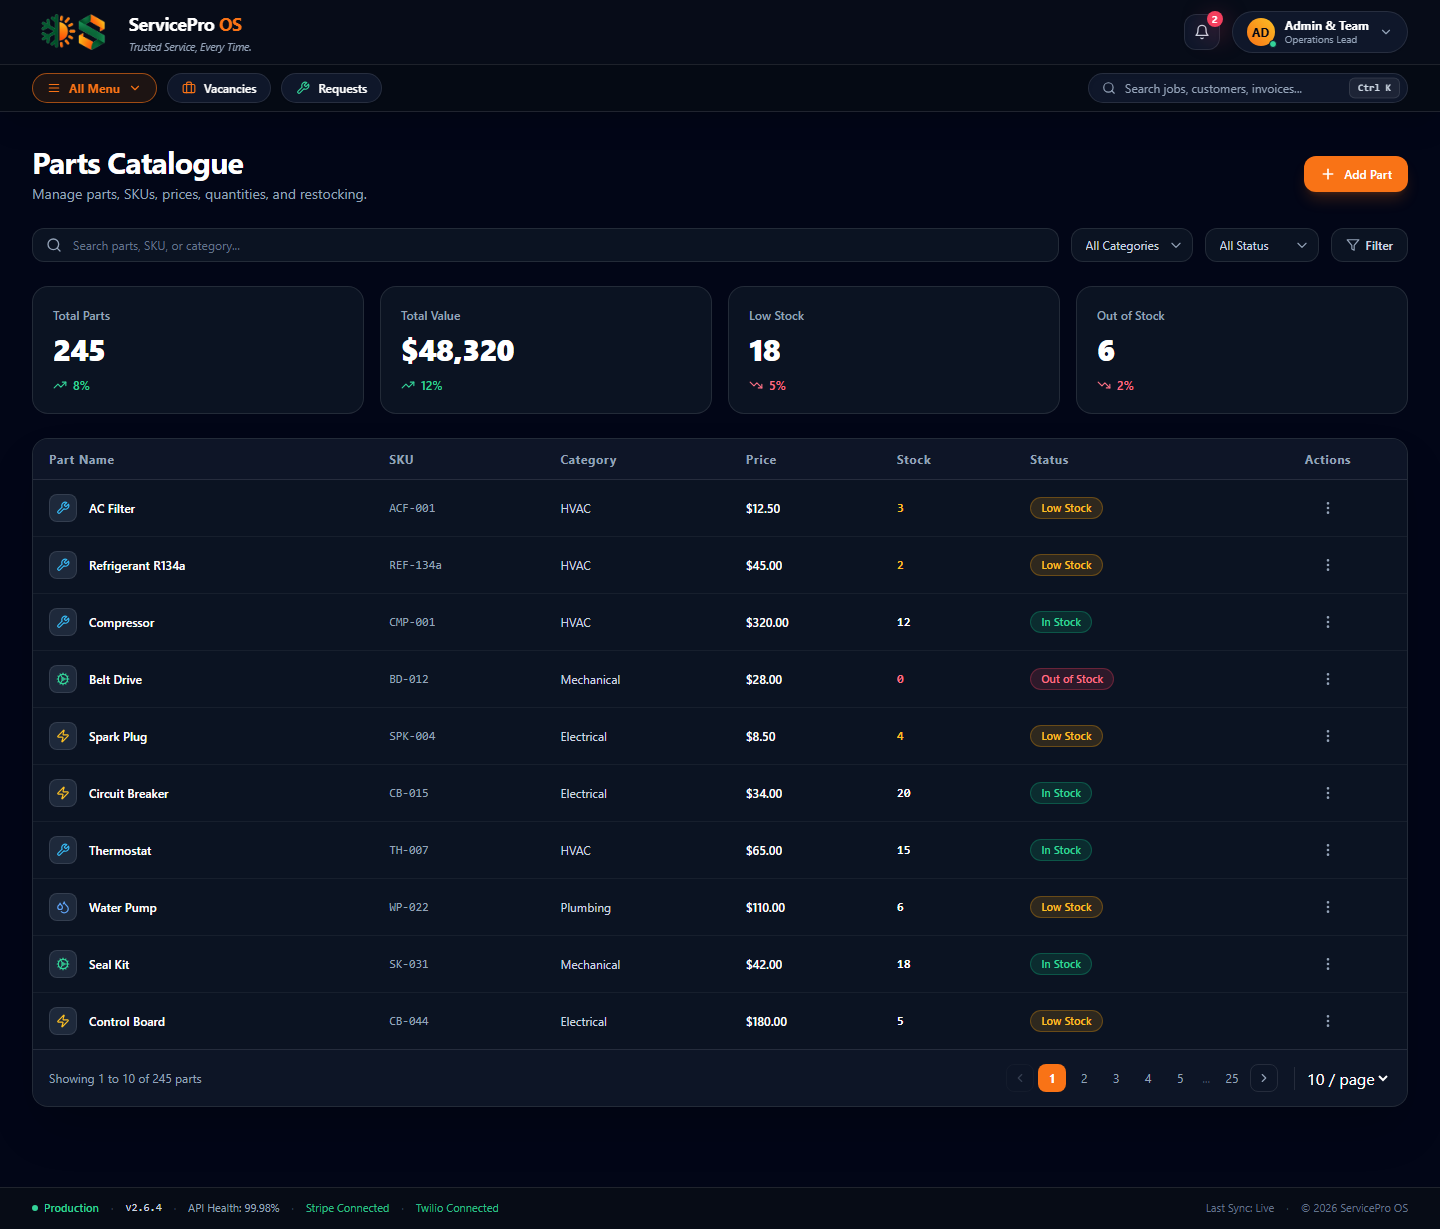 ServicePro OS
Trusted Service, Every Time.
2
AD
Admin & Team
Operations Lead
All Menu
Vacancies
Requests
Search jobs, customers, invoices...
Ctrl K
Parts Catalogue
Manage parts, SKUs, prices, quantities, and restocking.
Add Part
Search parts, SKU, or category...
All Categories
All Status
Filter
Total Parts
245
8%
Total Value
$48,320
12%
Low Stock
18
5%
Out of Stock
6
2%
Part Name SKU Category Price Stock Status Actions
AC Filter ACF-001 HVAC $12.50 3 Low Stock
Refrigerant R134a REF-134a HVAC $45.00 2 Low Stock
Compressor CMP-001 HVAC $320.00 12 In Stock
Belt Drive BD-012 Mechanical $28.00 0 Out of Stock
Spark Plug SPK-004 Electrical $8.50 4 Low Stock
Circuit Breaker CB-015 Electrical $34.00 20 In Stock
Thermostat TH-007 HVAC $65.00 15 In Stock
Water Pump WP-022 Plumbing $110.00 6 Low Stock
Seal Kit SK-031 Mechanical $42.00 18 In Stock
Control Board CB-044 Electrical $180.00 5 Low Stock
Showing 1 to 10 of 245 parts
1 2 3 4 5 ... 25
10 / page
Production · v2.6.4 · API Health: 99.98% · Stripe Connected · Twilio Connected
Last Sync: Live · © 2026 ServicePro OS